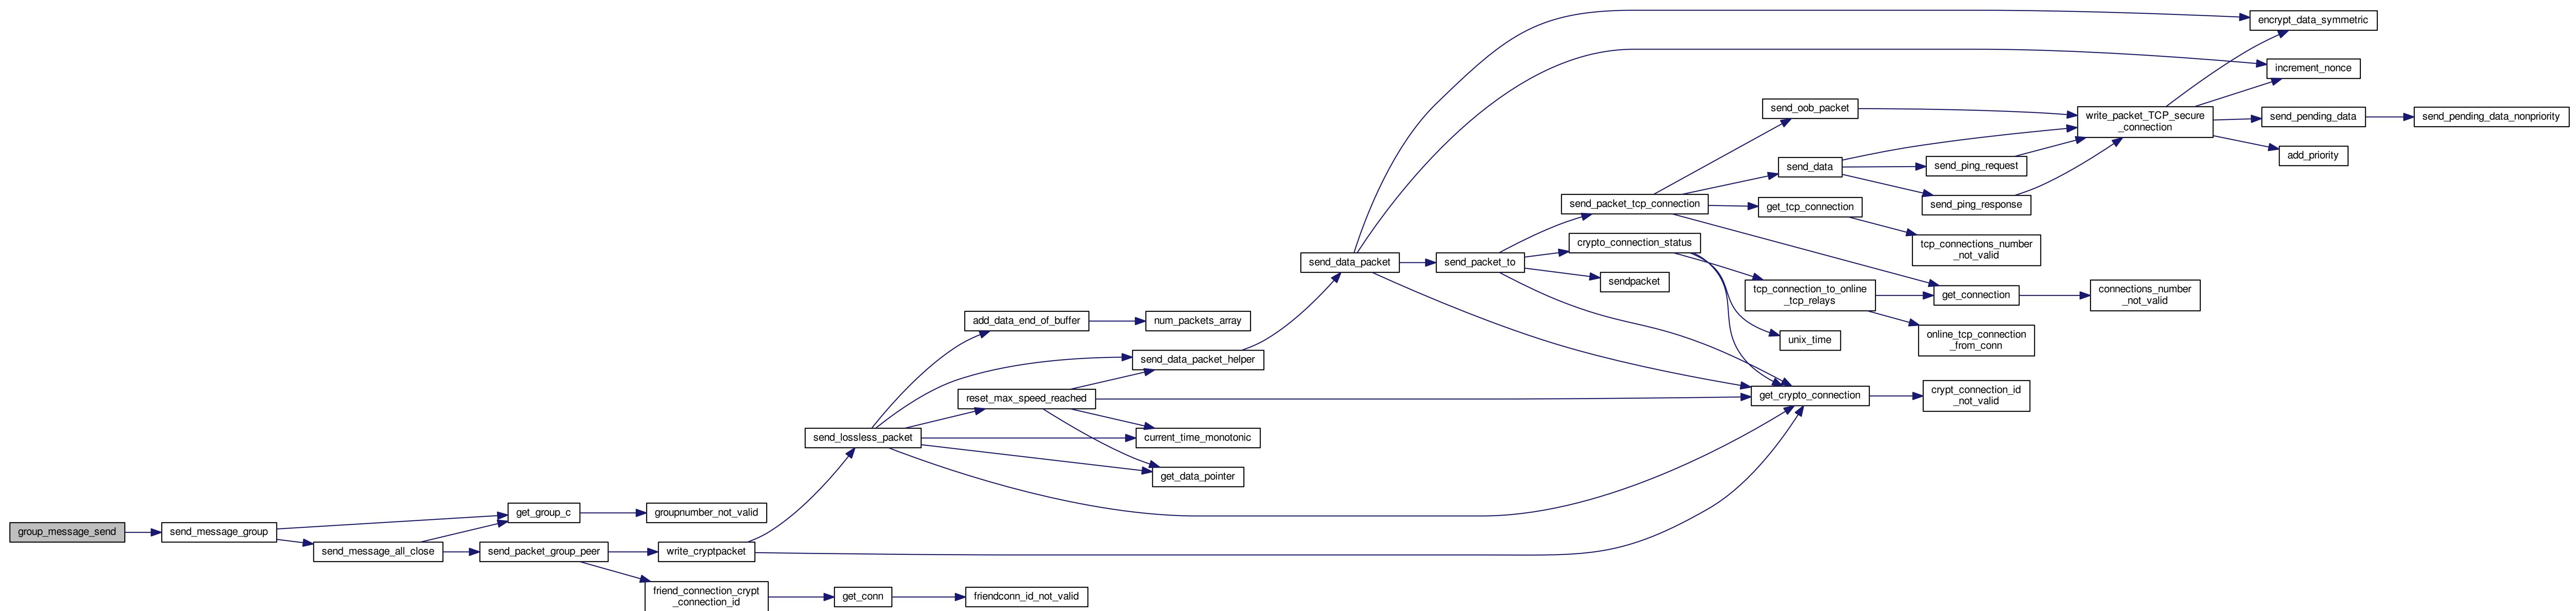 encrypt_data_symmetric
increment_nonce
send_oob_packet
write_packet_TCP_secure
_connection
send_pending_data
send_pending_data_nonpriority
add_priority
send_data
send_ping_request
send_packet_tcp_connection
get_tcp_connection
send_ping_response
crypto_connection_status
tcp_connections_number
_not_valid
send_data_packet
send_packet_to
sendpacket
tcp_connection_to_online
_tcp_relays
get_connection
connections_number
_not_valid
add_data_end_of_buffer
num_packets_array
unix_time
online_tcp_connection
_from_conn
send_data_packet_helper
reset_max_speed_reached
get_crypto_connection
crypt_connection_id
_not_valid
send_lossless_packet
current_time_monotonic
get_data_pointer
get_group_c
groupnumber_not_valid
group_message_send
send_message_group
send_message_all_close
send_packet_group_peer
write_cryptpacket
friend_connection_crypt
_connection_id
get_conn
friendconn_id_not_valid